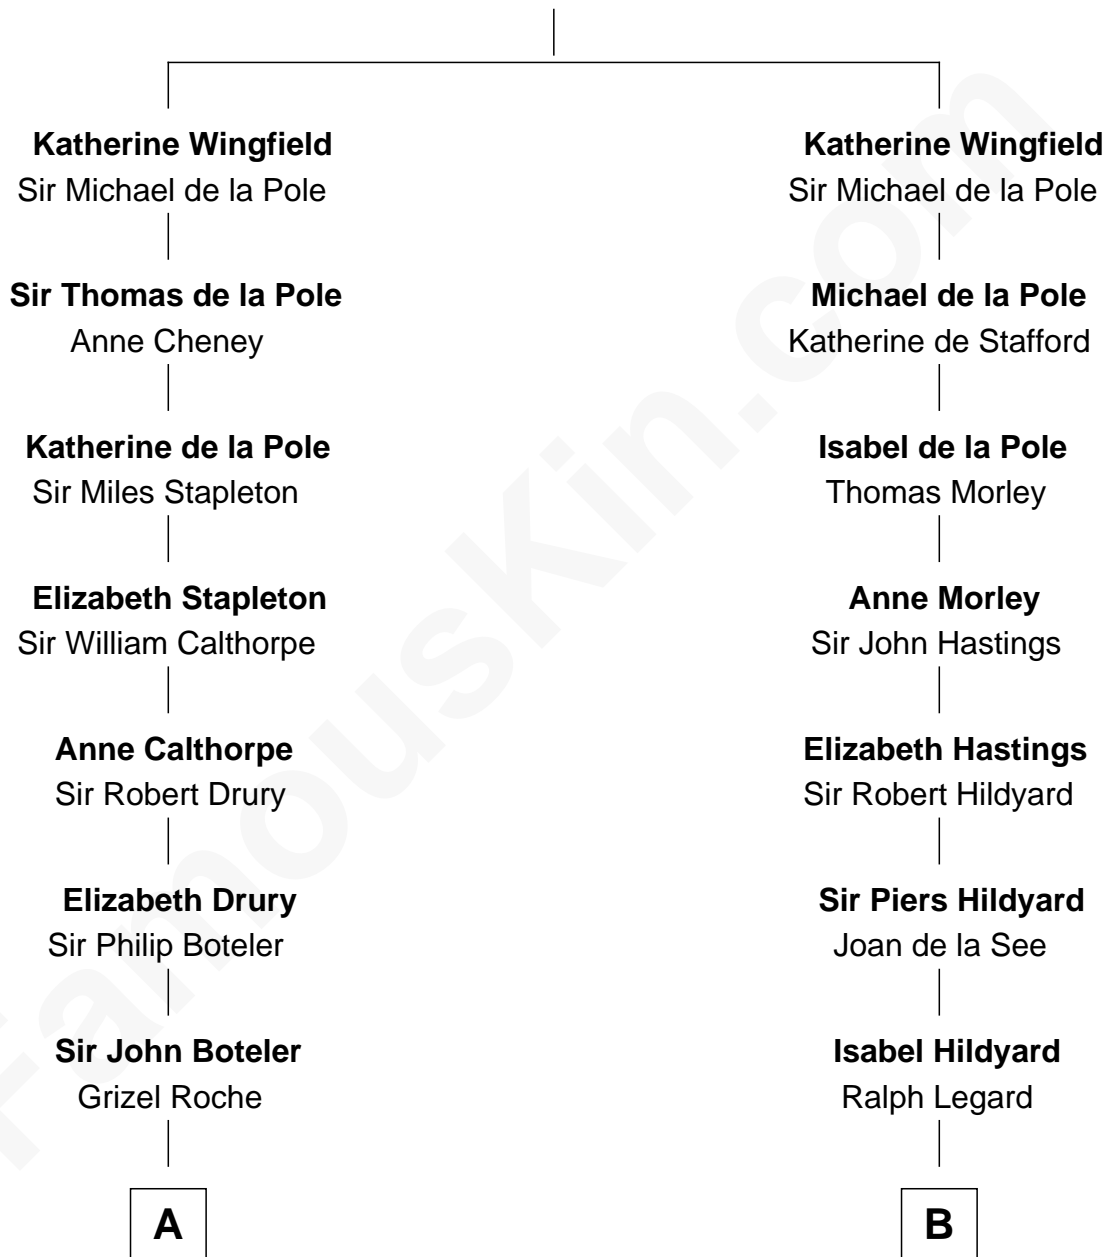 Katherine Wingfield
Sir Michael de la Pole
Sir Thomas de la Pole
Anne Cheney
Katherine de la Pole
Sir Miles Stapleton
Elizabeth Stapleton
Sir William Calthorpe
Anne Calthorpe
Sir Robert Drury
Elizabeth Drury
Sir Philip Boteler
Sir John Boteler
Grizel Roche
A
Katherine Wingfield
Sir Michael de la Pole
Michael de la Pole
Katherine de Stafford
Isabel de la Pole
Thomas Morley
Anne Morley
Sir John Hastings
Elizabeth Hastings
Sir Robert Hildyard
Sir Piers Hildyard
Joan de la See
Isabel Hildyard
Ralph Legard
B
FamousKin.com